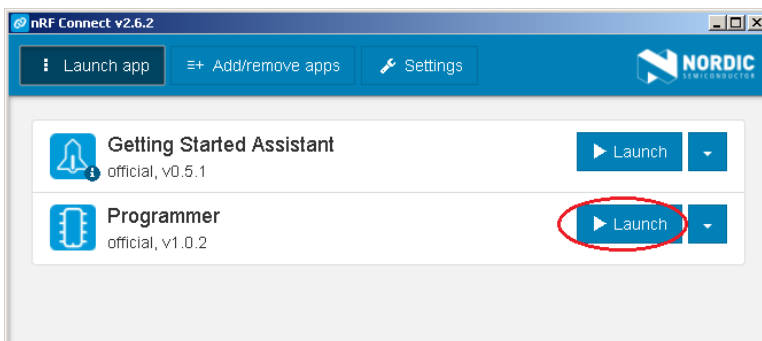 nRF Connect v2.6.2
Launch app
Add/remove apps
Settings
NORDIC
SEMICONDUCTOR
Getting Started Assistant
official, v0.5.1
Launch
Programmer
official, v1.0.2
Launch